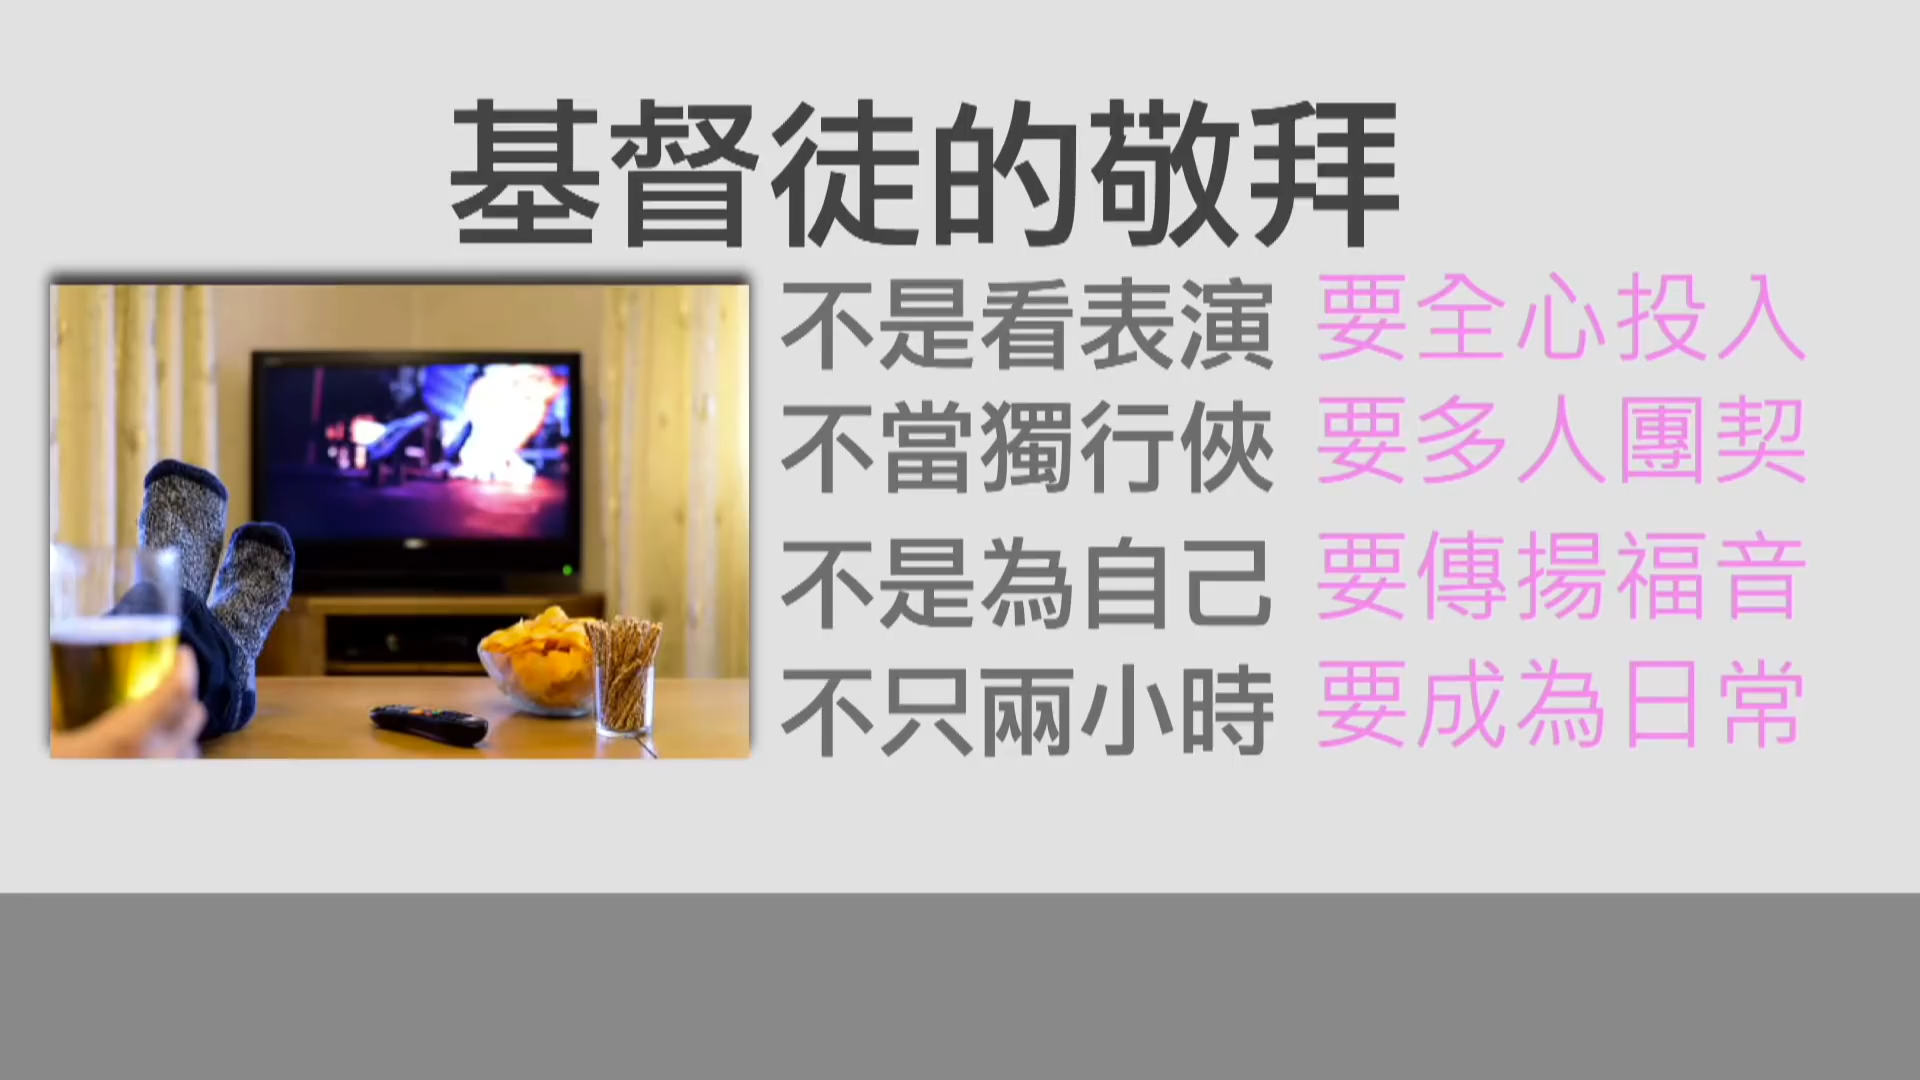 基督徒的敬拜
不是看表演 要全心投入
不當獨行俠 要多人團契
不是為自己 要傳揚福音
不只兩小時 要成為日常